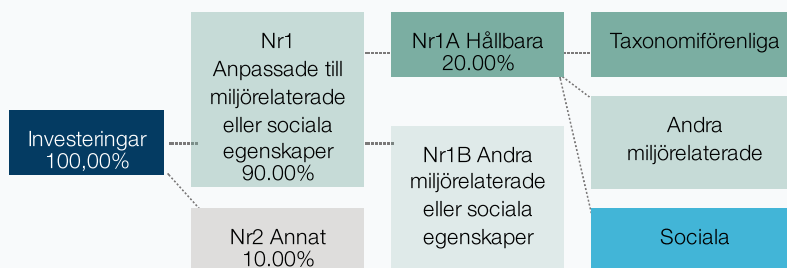 Investeringar
100,00%
Nr1
Anpassade till
miljörelaterade
eller sociala
egenskaper
90.00%
Nr2 Annat
10.00%
Nr1A Hållbara
20.00%
Nr1B Andra
miljörelaterade
eller sociala
egenskaper
Taxonomiförenliga
Andra
miljörelaterade
Sociala